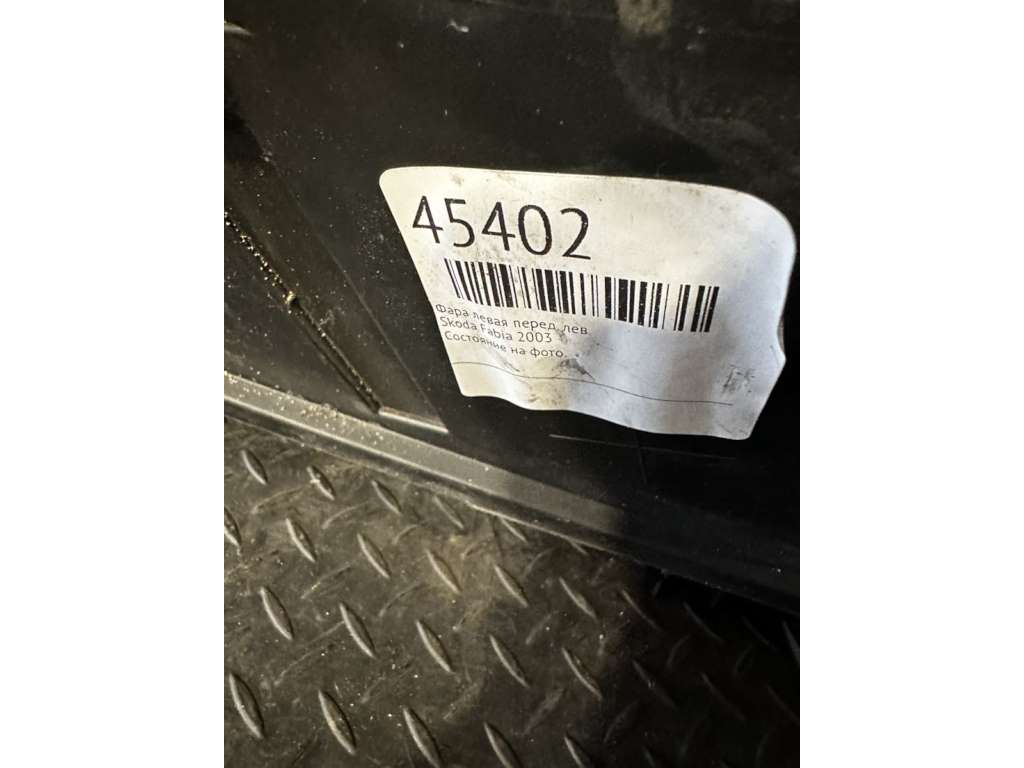 45402
Фара левая перед лев
Skoda Fabia 2003
Состояние на фото